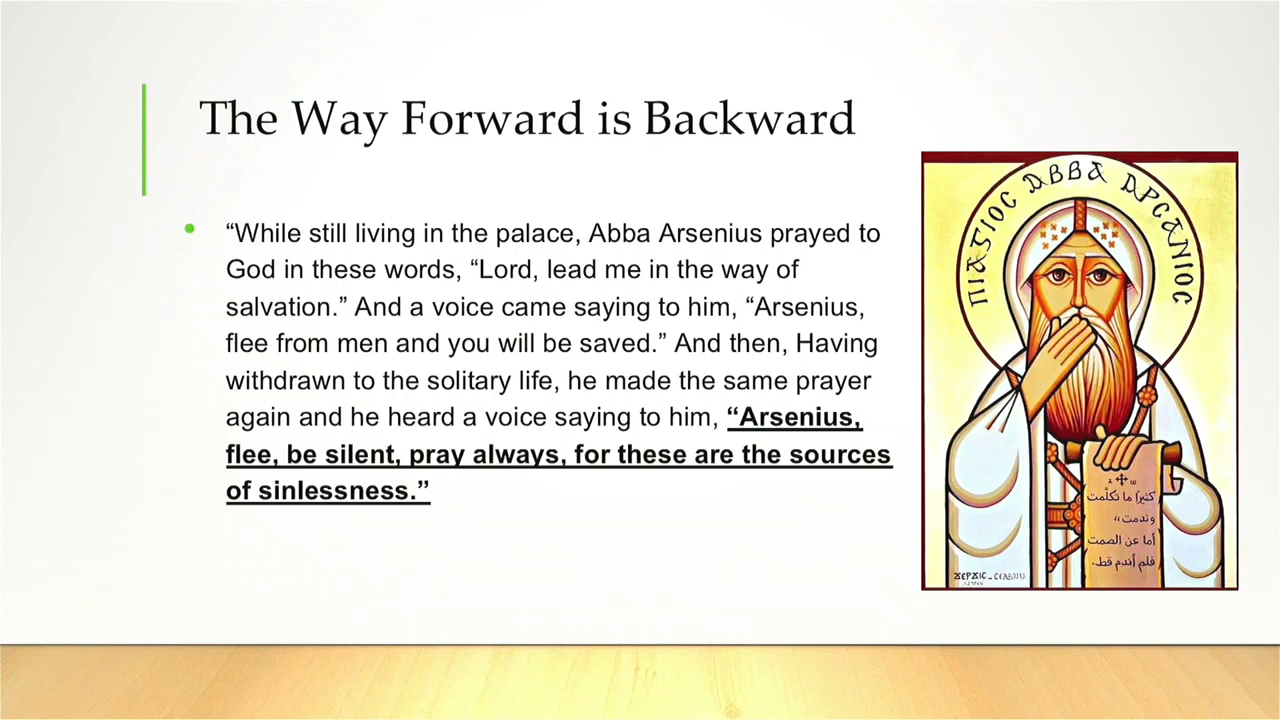 The Way Forward is Backward
“While still living in the palace, Abba Arsenius prayed to
God in these words, “Lord, lead me in the way of
salvation.” And a voice came saying to him, “Arsenius,
flee from men and you will be saved.” And then, Having
withdrawn to the solitary life, he made the same prayer
again and he heard a voice saying to him, “Arsenius,
flee, be silent, pray always, for these are the sources
of sinlessness.”
ⲠⲒⲀⲄⲒⲞⲤ ⲀⲂⲂⲀ ⲀⲢⲤⲀⲚⲒⲞⲤ
كثيرًا ما تكلّمت
وندمت،
أما عن الصمت
فلم أندم قط.